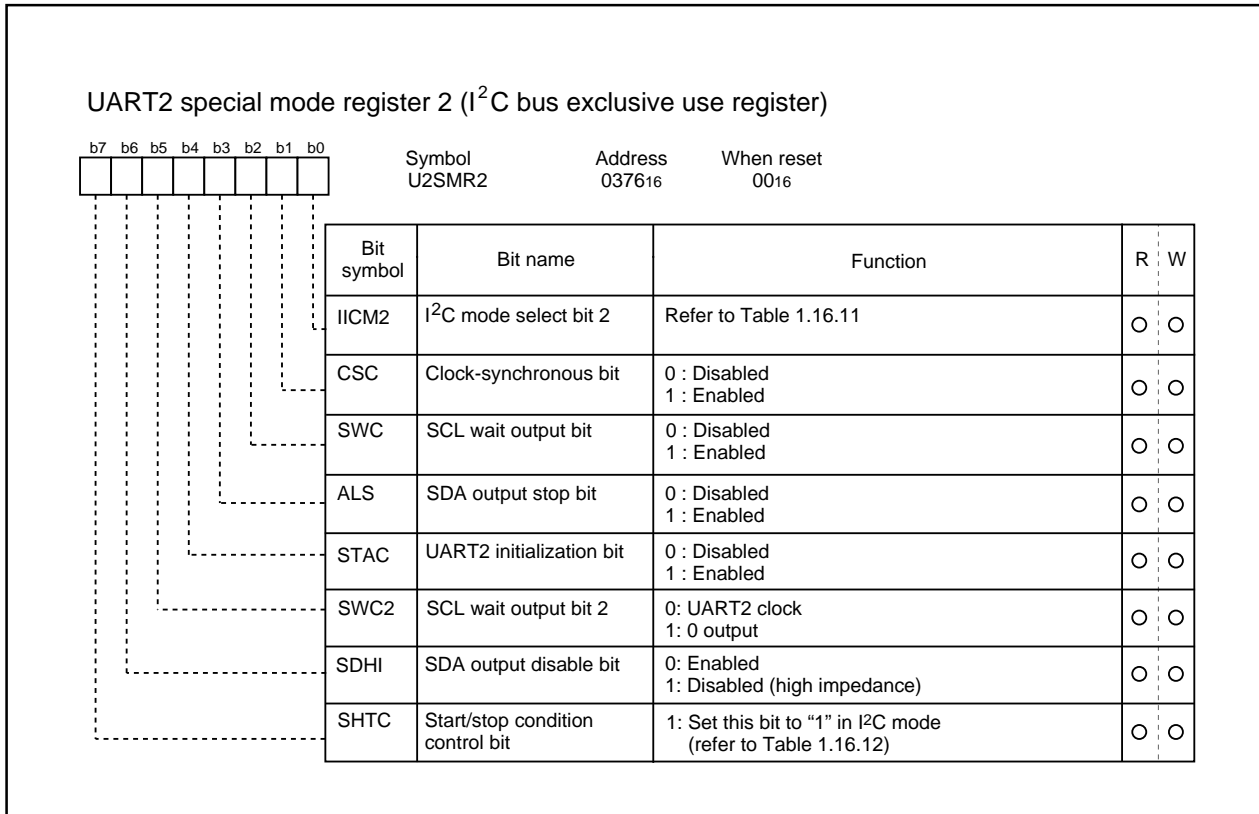 UART2 special mode register 2 (I2C bus exclusive use register)
b7 b6 b5 b4 b3 b2 b1 b0
Symbol Address When reset
U2SMR2 037616 0016
Bit symbol Bit name Function R W
IICM2 I2C mode select bit 2 Refer to Table 1.16.11
CSC Clock-synchronous bit 0 : Disabled
1 : Enabled
SWC SCL wait output bit 0 : Disabled
1 : Enabled
ALS SDA output stop bit 0 : Disabled
1 : Enabled
STAC UART2 initialization bit 0 : Disabled
1 : Enabled
SWC2 SCL wait output bit 2 0: UART2 clock
1: 0 output
SDHI SDA output disable bit 0: Enabled
1: Disabled (high impedance)
SHTC Start/stop condition 1: Set this bit to “1” in I2C mode
control bit (refer to Table 1.16.12)